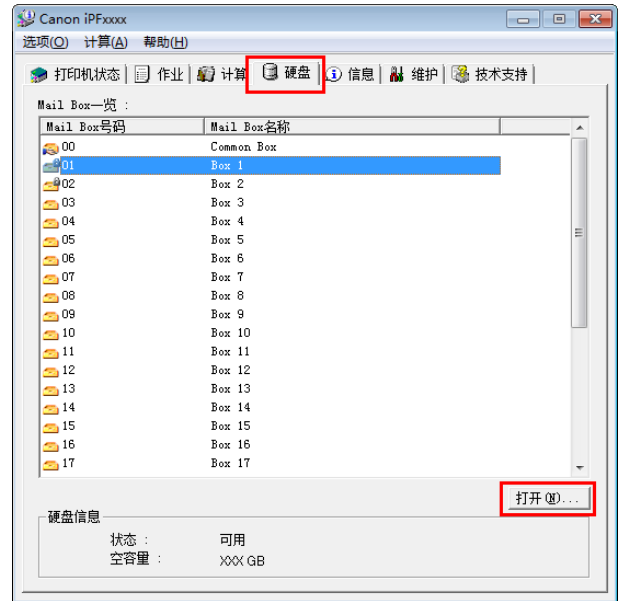 Canon iPFxxxx
选项(O) 计算(A) 帮助(H)
打印机状态 作业 计算 硬盘 信息 维护 技术支持
Mail Box一览 :
Mail Box号码 Mail Box名称
00 Common Box
01 Box 1
02 Box 2
03 Box 3
04 Box 4
05 Box 5
06 Box 6
07 Box 7
08 Box 8
09 Box 9
10 Box 10
11 Box 11
12 Box 12
13 Box 13
14 Box 14
15 Box 15
16 Box 16
17 Box 17
打开(N)...
硬盘信息
状态 : 可用
空容量 : XXX GB